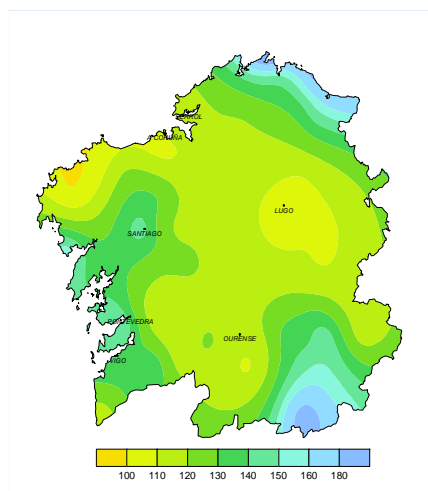 FERROL
A CORUÑA
LUGO
SANTIAGO
PONTEVEDRA
OURENSE
VIGO
100 110 120 130 140 150 160 180